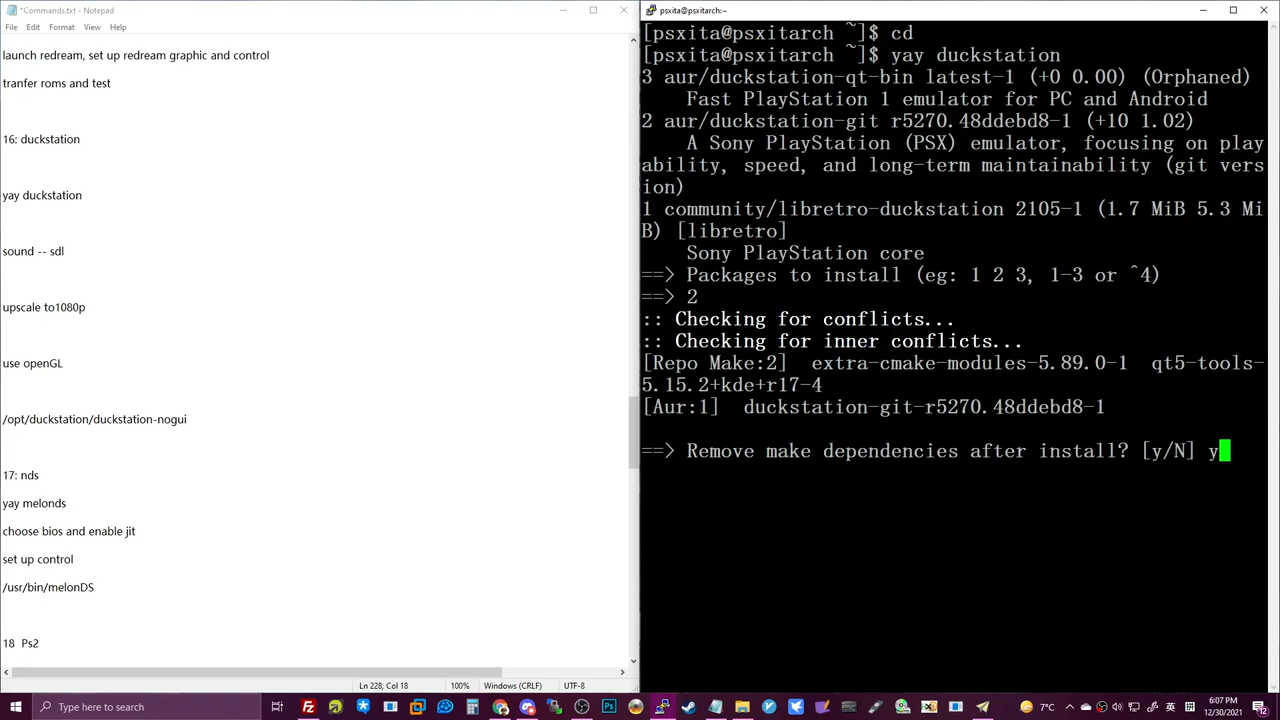 *Commands.txt - Notepad
File Edit Format View Help
launch redream, set up redream graphic and control
tranfer roms and test
16: duckstation
yay duckstation
sound -- sdl
upscale to1080p
use openGL
/opt/duckstation/duckstation-nogui
17: nds
yay melonds
choose bios and enable jit
set up control
/usr/bin/melonDS
18 Ps2
Ln 228, Col 18 100% Windows (CRLF) UTF-8
psxita@psxitarch:~
[psxita@psxitarch ~]$ cd
[psxita@psxitarch ~]$ yay duckstation
3 aur/duckstation-qt-bin latest-1 (+0 0.00) (Orphaned)
Fast PlayStation 1 emulator for PC and Android
2 aur/duckstation-git r5270.48ddebd8-1 (+10 1.02)
A Sony PlayStation (PSX) emulator, focusing on play
ability, speed, and long-term maintainability (git vers
ion)
1 community/libretro-duckstation 2105-1 (1.7 MiB 5.3 Mi
B) [libretro]
Sony PlayStation core
==> Packages to install (eg: 1 2 3, 1-3 or ^4)
==> 2
:: Checking for conflicts...
:: Checking for inner conflicts...
[Repo Make:2] extra-cmake-modules-5.89.0-1 qt5-tools-
5.15.2+kde+r17-4
[Aur:1] duckstation-git-r5270.48ddebd8-1
==> Remove make dependencies after install? [y/N] y
Type here to search
7°C
英
6:07 PM
12/30/2021
12